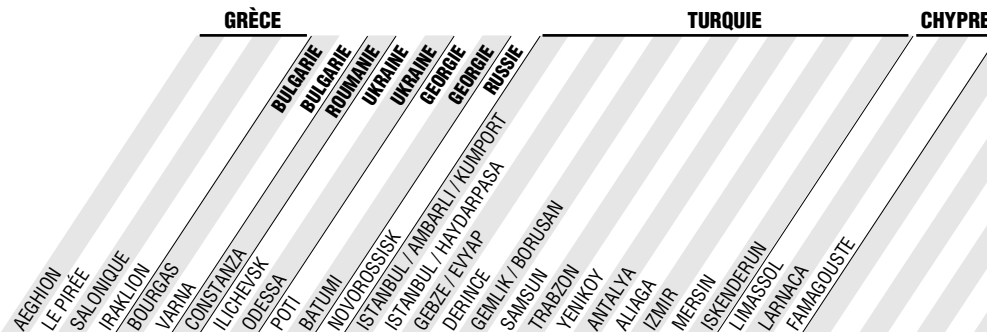 GRÈCE
BULGARIE
BULGARIE
ROUMANIE
UKRAINE
UKRAINE
GEORGIE
GEORGIE
RUSSIE
TURQUIE
CHYPRE
AEGHION
LE PIRÉE
SALONIQUE
IRAKLION
BOURGAS
VARNA
CONSTANZA
ILICHEVSK
ODESSA
POTI
BATUMI
NOVOROSSISK
ISTANBUL / AMBARLI / KUMPORT
ISTANBUL / HAYDARPASA
GEBZE / EVYAP
DERINCE
GEMLIK / BORUSAN
SAMSUN
TRABZON
YENIKOY
ANTALYA
ALIAGA
IZMIR
MERSIN
ISKENDERUN
LIMASSOL
LARNACA
FAMAGOUSTE